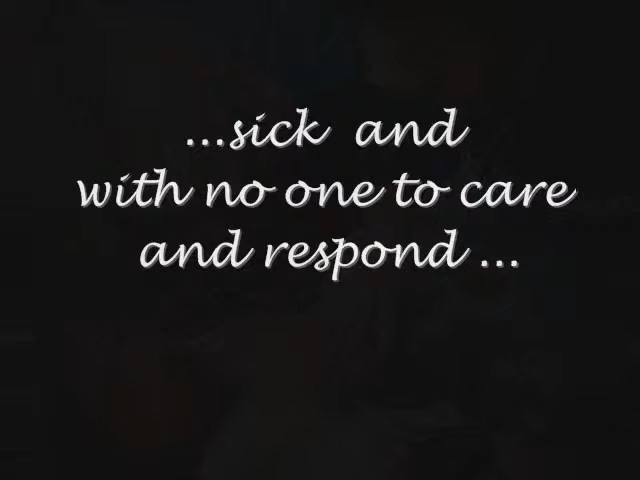 ...sick and
with no one to care
and respond ...